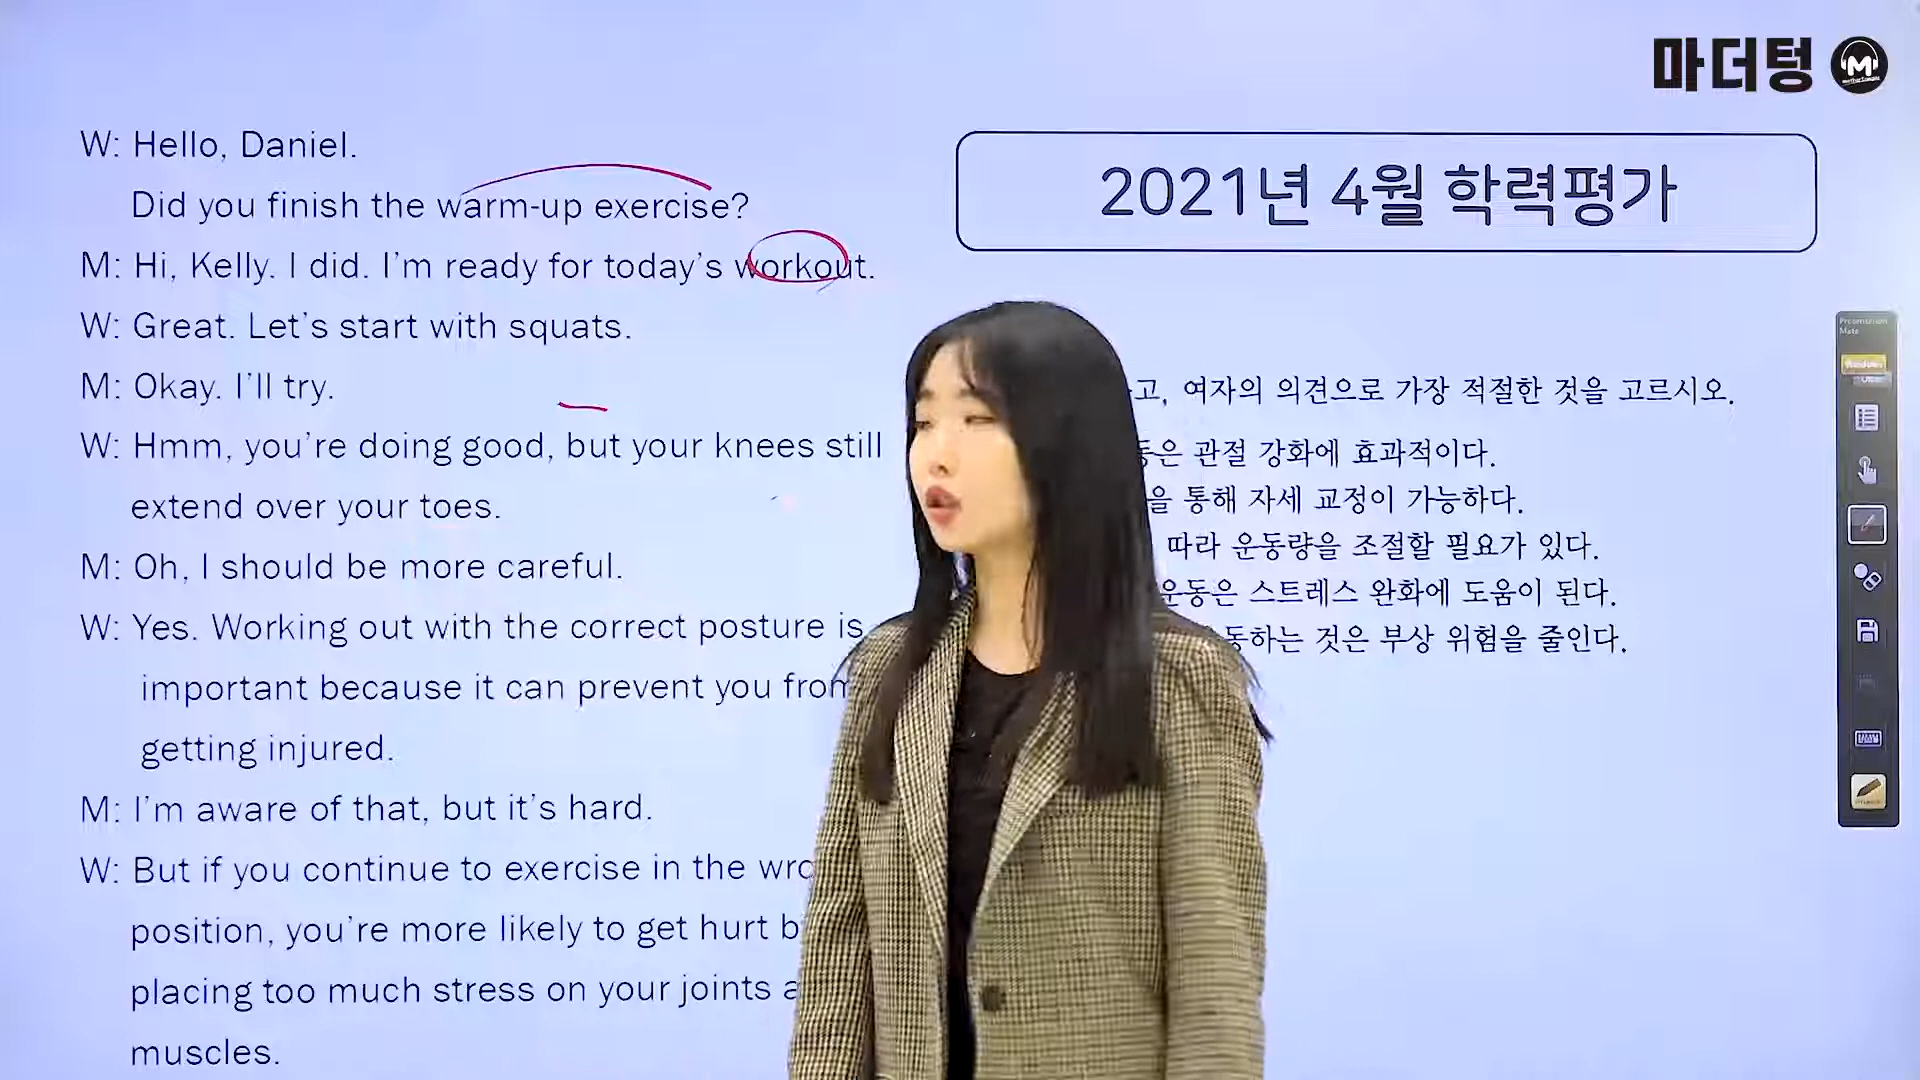 마더텅
W: Hello, Daniel.
Did you finish the warm-up exercise?
M: Hi, Kelly. I did. I'm ready for today's workout.
W: Great. Let's start with squats.
M: Okay. I'll try.
W: Hmm, you're doing good, but your knees still
extend over your toes.
M: Oh, I should be more careful.
W: Yes. Working out with the correct posture is
important because it can prevent you from
getting injured.
M: I'm aware of that, but it's hard.
W: But if you continue to exercise in the
position, you're more likely to get hurt
placing too much stress on your joints
muscles.
2021년 4월 학력평가
여자의 의견으로 가장 적절한 것을 고르시오.
관절 강화에 효과적이다.
통해 자세 교정이 가능하다.
따라 운동량을 조절할 필요가 있다.
운동은 스트레스 완화에 도움이 된다.
것은 부상 위험을 줄인다.